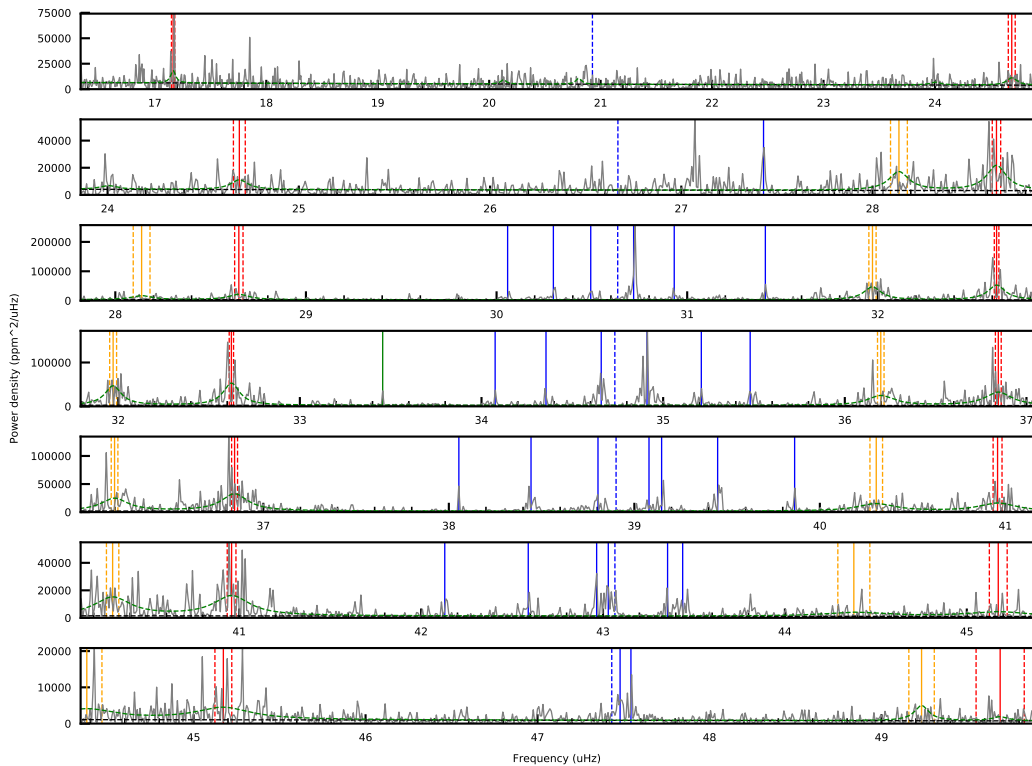 75000
50000
25000
0
17 18 19 20 21 22 23 24
40000
20000
0
24 25 26 27 28
200000
100000
0
28 29 30 31 32
100000
0
32 33 34 35 36 37
100000
50000
0
37 38 39 40 41
40000
20000
0
41 42 43 44 45
20000
10000
0
45 46 47 48 49
Power density (ppm^2/uHz)
Frequency (uHz)